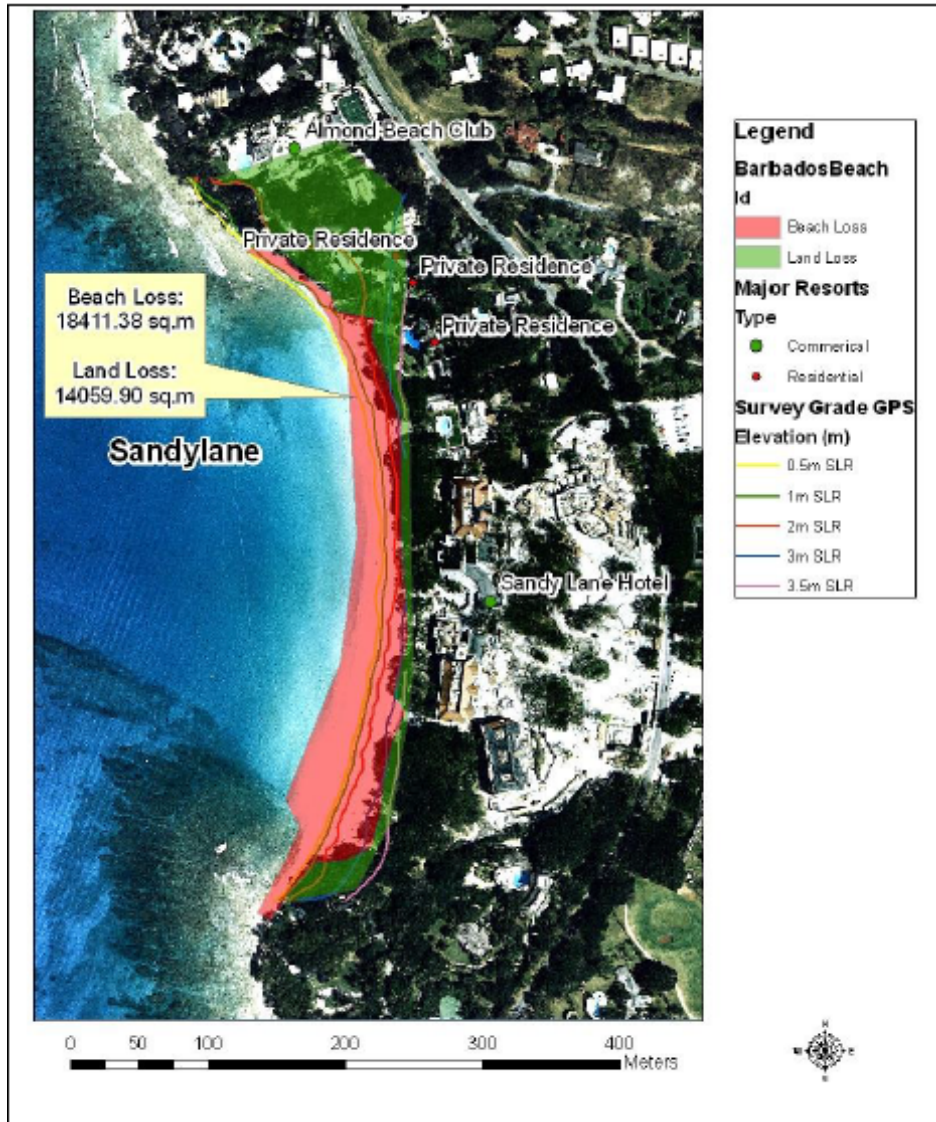 Almond Beach Club
Private Residence
Private Residence
Private Residence
Beach Loss:
18411.38 sq.m
Land Loss:
14059.90 sq.m
Sandylane
Sandy Lane Hotel
Legend
BarbadosBeach
Id
Beach Loss
Land Loss
Major Resorts
Type
Commerical
Residential
Survey Grade GPS
Elevation (m)
0.5m SLR
1m SLR
2m SLR
3m SLR
3.5m SLR
0 50 100 200 300 400
Meters
N
W E
S